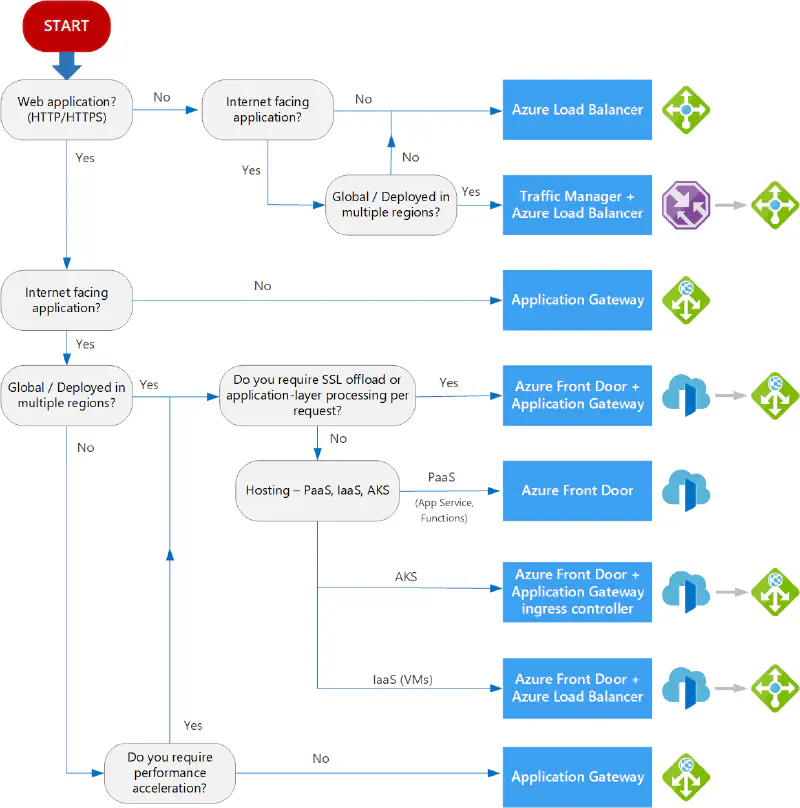 START
Web application?
(HTTP/HTTPS)
No
Internet facing
application?
No
Azure Load Balancer
Yes
Yes
No
Global / Deployed in
multiple regions?
Yes
Traffic Manager +
Azure Load Balancer
Internet facing
application?
No
Application Gateway
Yes
Global / Deployed in
multiple regions?
Yes
Do you require SSL offload or
application-layer processing per
request?
Yes
Azure Front Door +
Application Gateway
No
No
Hosting – PaaS, IaaS, AKS
PaaS
(App Service,
Functions)
Azure Front Door
AKS
Azure Front Door +
Application Gateway
ingress controller
IaaS (VMs)
Azure Front Door +
Azure Load Balancer
Yes
Do you require
performance
acceleration?
No
Application Gateway